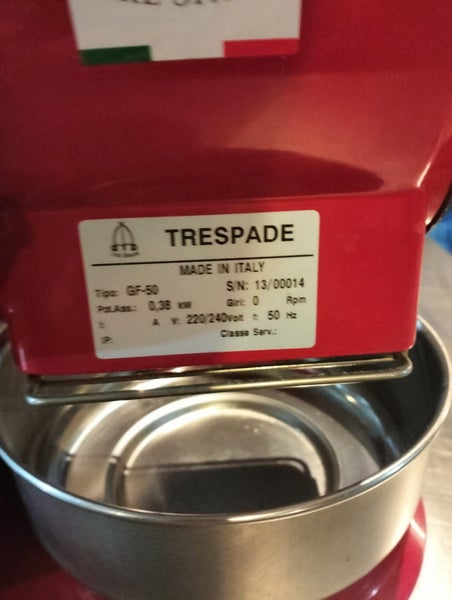 TRESPADE
MADE IN ITALY
Tipo: GF-50 S/N: 13/00014
Pot.Ass.: 0,38 kW Giri: 0 Rpm
I: A V: 220/240Volt f: 50 Hz
IP: Classe Serv.: